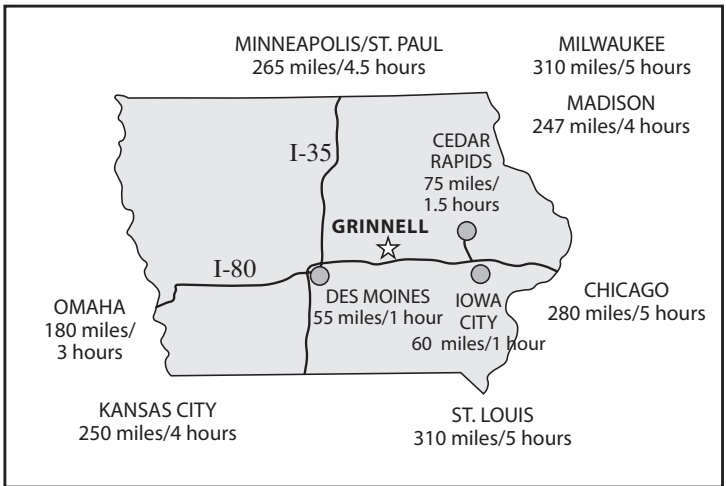 MINNEAPOLIS/ST. PAUL
265 miles/4.5 hours
MILWAUKEE
310 miles/5 hours
MADISON
247 miles/4 hours
CEDAR
RAPIDS
75 miles/
1.5 hours
I-35
GRINNELL
I-80
DES MOINES
55 miles/1 hour
IOWA
CITY
60 miles/1 hour
CHICAGO
280 miles/5 hours
OMAHA
180 miles/
3 hours
KANSAS CITY
250 miles/4 hours
ST. LOUIS
310 miles/5 hours